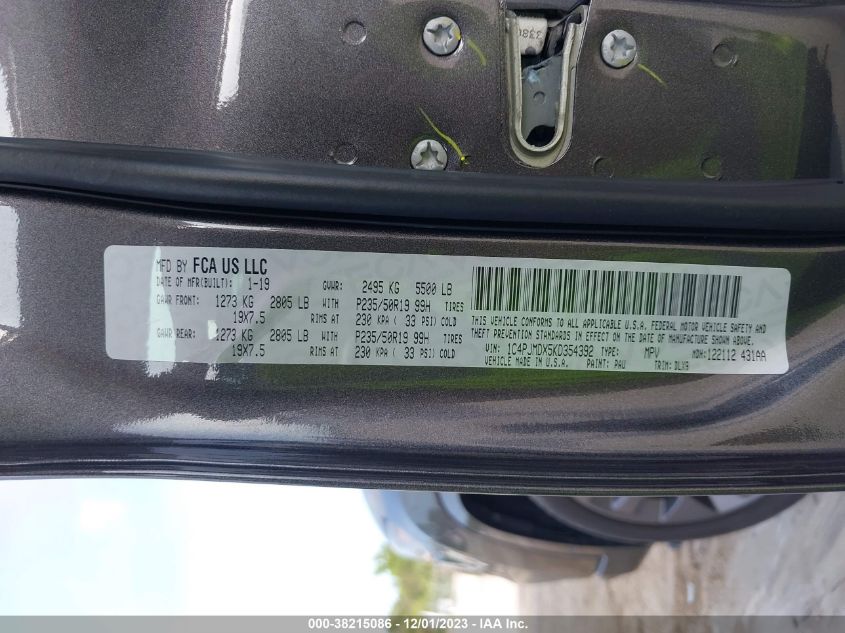 338
MFD BY FCA US LLC
DATE OF MFR(BUILT): 1-19 GVWR: 2495 KG 5500 LB
GAWR FRONT: 1273 KG 2805 LB WITH P235/50R19 99H TIRES
19X7.5 RIMS AT 230 KPA ( 33 PSI) COLD
GAWR REAR: 1273 KG 2805 LB WITH P235/50R19 99H TIRES
19X7.5 RIMS AT 230 KPA ( 33 PSI) COLD
THIS VEHICLE CONFORMS TO ALL APPLICABLE U.S.A. FEDERAL MOTOR VEHICLE SAFETY AND
THEFT PREVENTION STANDARDS IN EFFECT ON THE DATE OF MANUFACTURE SHOWN ABOVE.
VIN: 1C4PJMDX5KD354392 TYPE: MPV MDH: 122112 431AA
VEHICLE MADE IN U.S.A. PAINT: PAU TRIM: DLX9
000-38215086 - 12/01/2023 - IAA Inc.